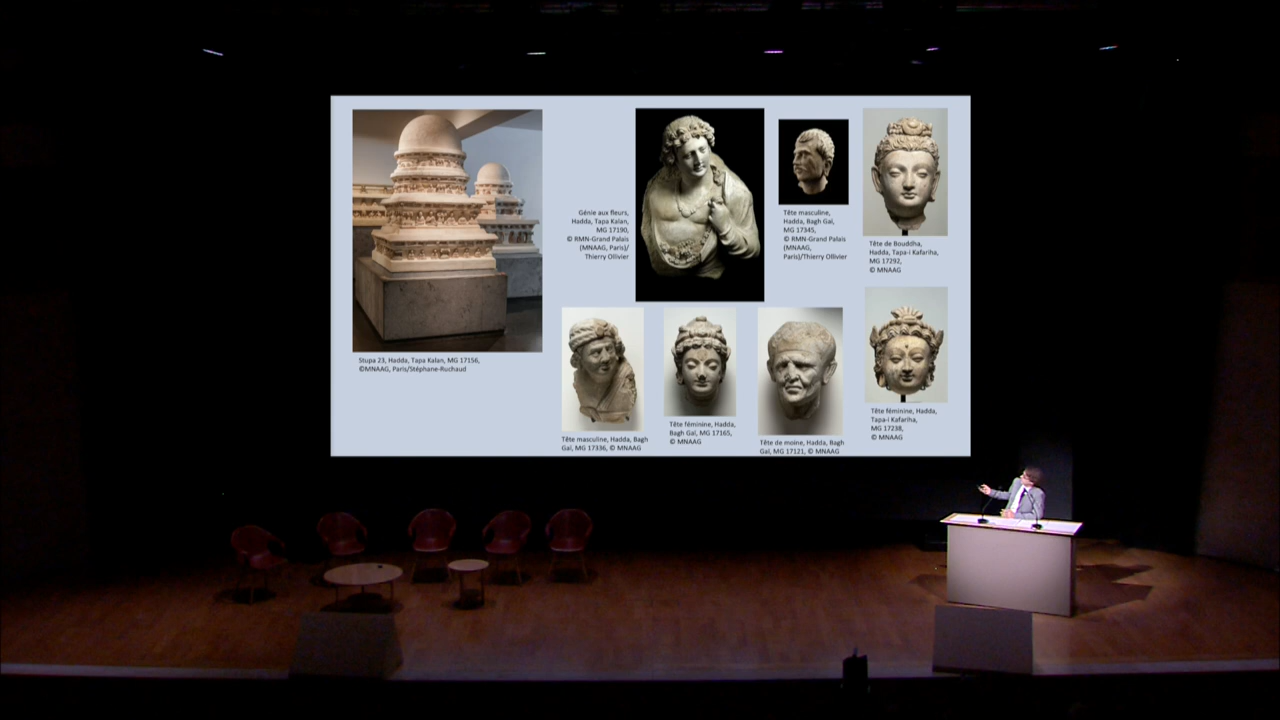 Génie aux fleurs,
Hadda, Tapa Kalan,
MG 17190,
© RMN-Grand Palais
(MNAAG, Paris)/
Thierry Ollivier
Tête masculine,
Hadda, Bagh Gaï,
MG 17345,
© RMN-Grand Palais
(MNAAG,
Paris)/Thierry Ollivier
Tête de Bouddha,
Hadda, Tapa-i Kafariha,
MG 17292,
© MNAAG
Stupa 23, Hadda, Tapa Kalan, MG 17156,
©MNAAG, Paris/Stéphane-Ruchaud
Tête masculine, Hadda, Bagh
Gaï, MG 17336, © MNAAG
Tête féminine, Hadda,
Bagh Gaï, MG 17165,
© MNAAG
Tête de moine, Hadda, Bagh
Gaï, MG 17121, © MNAAG
Tête féminine, Hadda,
Tapa-i Kafariha,
MG 17238,
© MNAAG